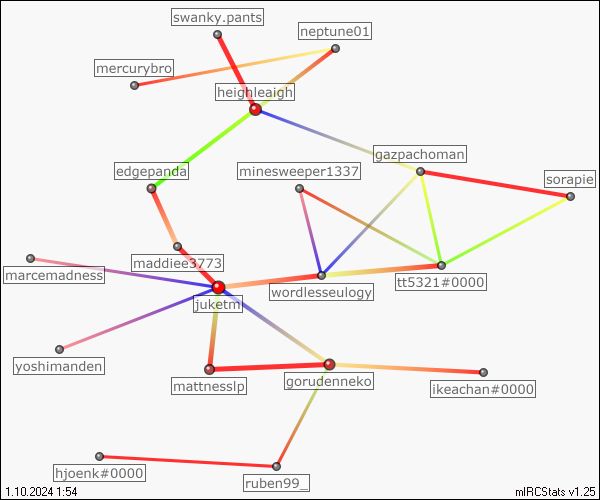 swanky.pants
neptune01
mercurybro
heighleaigh
gazpachoman
edgepanda
minesweeper1337
sorapie
maddiee3773
marcemadness
tt5321#0000
wordlesseulogy
juketm
yoshimanden
gorudenneko
mattnesslp
ikeachan#0000
hjoenk#0000
ruben99_
1.10.2024 1:54
mIRCStats v1.25